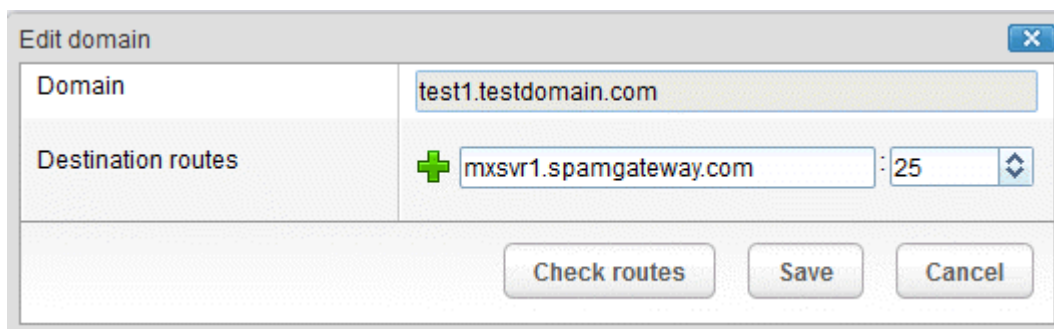 Edit domain
Domain
test1.testdomain.com
Destination routes
mxsvr1.spamgateway.com : 25
Check routes Save Cancel